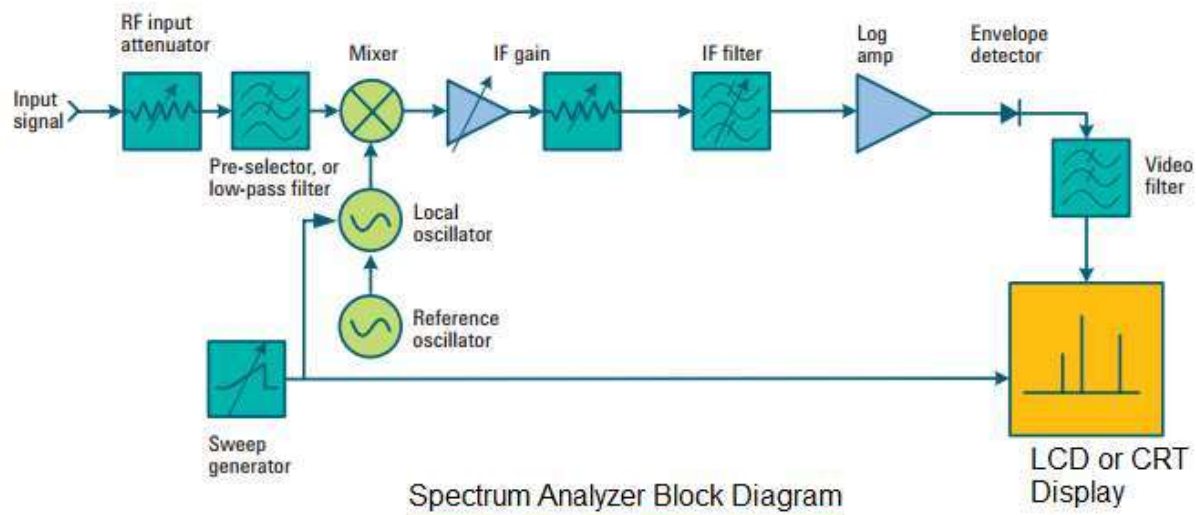 RF input
attenuator
Mixer
IF gain
IF filter
Log
amp
Envelope
detector
Input
signal
Pre-selector, or
low-pass filter
Video
filter
Local
oscillator
Reference
oscillator
Sweep
generator
LCD or CRT
Display
Spectrum Analyzer Block Diagram